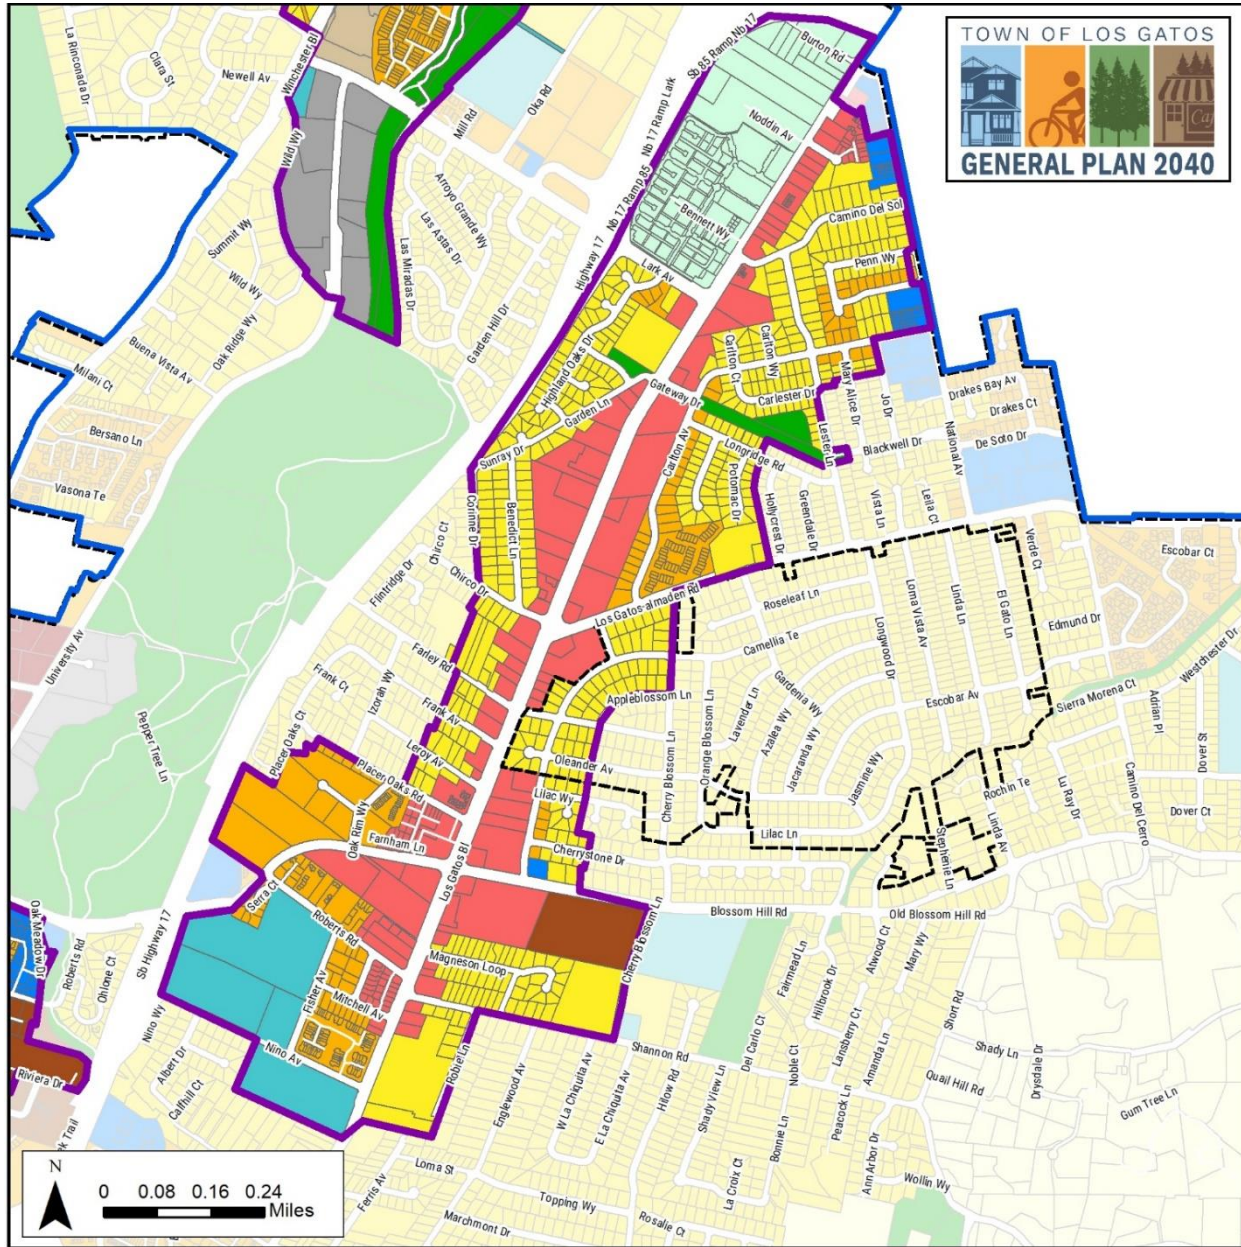 TOWN OF LOS GATOS
Café
GENERAL PLAN 2040
La Rinconada Dr
Clara St
Newell Av
Winchester Bl
Wild Wy
Mill Rd
Oka Rd
Sb 85 Ramp Nb 17
Burton Rd
Nb 17 Ramp Lark
Noddin Av
Nb 17 Ramp 85
Highway 17
Bennett Wy
Camino Del Sol
Penn Wy
Lark Av
Arroyo Grande Wy
Las Astas Dr
Las Miradas Dr
Garden Hill Dr
Summit Wy
Wild Wy
Oak Ridge Wy
Buena Vista Av
Milani Ct
Bersano Ln
Vasona Te
Highland Oaks Dr
Garden Ln
Gateway Dr
Carlton Ct
Carlton Wy
Carlester Dr
Mary Alice Dr
Jo Dr
Drakes Bay Av
Drakes Ct
De Soto Dr
National Av
Blackwell Dr
Lester Ln
Longridge Rd
Carlton Av
Potomac Dr
Hollycrest Dr
Greendale Dr
Vista Ln
Leila Ct
Sunray Dr
Corinne Dr
Benedict Ln
Chirco Ct
Chirco Dr
Flintridge Dr
Los Gatos-almaden Rd
Roseleaf Ln
Camellia Te
Longwood Dr
Loma Vista Av
Linda Ln
El Gato Ln
Verde Ct
Escobar Ct
Edmund Dr
Westchester Dr
Sierra Morena Ct
Adrian Pl
Dover St
Escobar Av
Gardenia Wy
Azalea Wy
Jacaranda Wy
Jasmine Wy
Lavender Ln
Orange Blossom Ln
Cherry Blossom Ln
Appleblossom Ln
Oleander Av
Lilac Wy
Lilac Ln
Farley Rd
Frank Av
Frank Ct
Izorah Wy
Leroy Av
Placer Oaks Ct
Placer Oaks Rd
University Av
Pepper Tree Ln
Oak Rim Wy
Farnham Ln
Los Gatos Bl
Cherrystone Dr
Rochin Te
Linda Av
Stephenie Ln
Lu Ray Dr
Camino Del Cerro
Dover Ct
Blossom Hill Rd
Old Blossom Hill Rd
Serra Ct
Roberts Rd
Magneson Loop
Cherry Blossom Ln
Fisher Av
Mitchell Av
Nino Av
Nino Wy
Sb Highway 17
Oak Meadow Dr
Roberts Rd
Ohlone Ct
Riviera Dr
Albert Dr
Calfhill Ct
Robie Ln
Shannon Rd
Fairmead Ln
Hillbrook Dr
Atwood Ct
Mary Wy
Lansberry Ct
Amanda Ln
Short Rd
Shady Ln
Drysdale Dr
Gum Tree Ln
Quail Hill Rd
Del Carlo Ct
Noble Ct
Peacock Ln
Bonnie Ln
Shady View Ln
Hilow Rd
E La Chiquita Av
W La Chiquita Av
Englewood Av
Ann Arbor Dr
Wollin Wy
La Croix Ct
Rosalie Ct
Topping Wy
Loma St
Marchmont Dr
Ferris Av
ek Trail
N
0 0.08 0.16 0.24
Miles